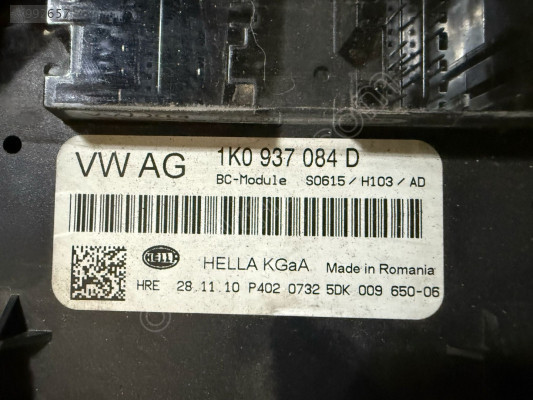 VW AG 1K0 937 084 D
BC-Module S0615 / H103 / AD
HELLA
HELLA KGaA Made in Romania
HRE 28.11.10 P402 0732 5DK 009 650-06